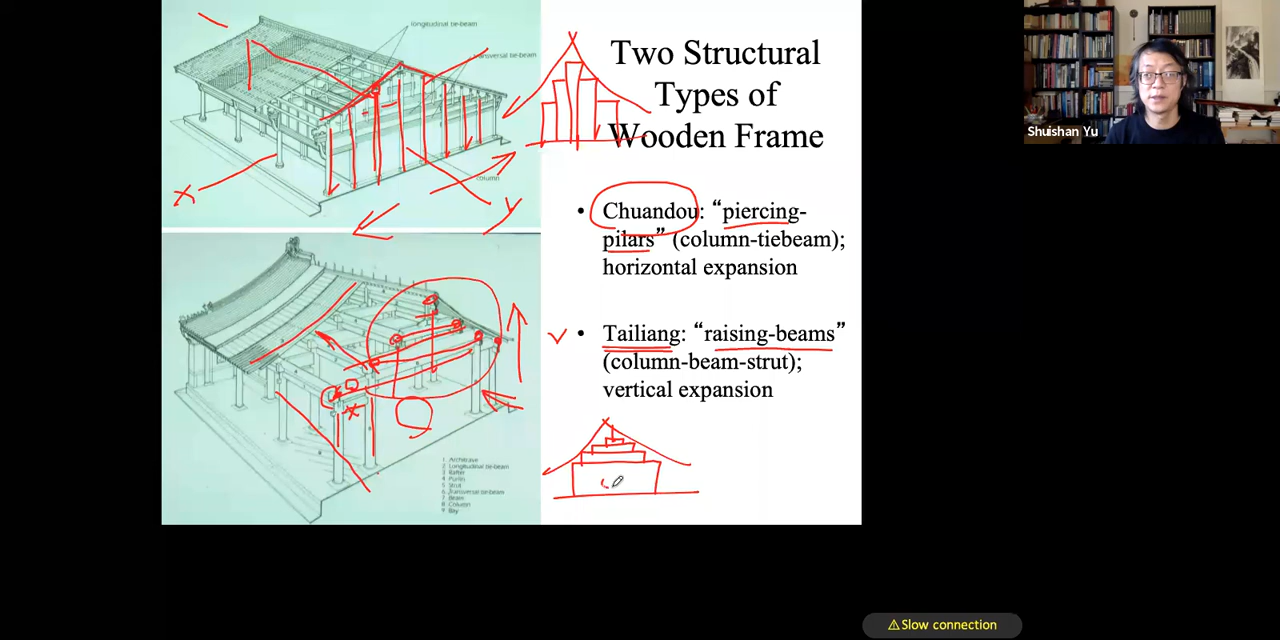 longitudinal tie-beam
transversal tie-beam
column
X
y
Two Structural
Types of
Wooden Frame
• Chuandou: “piercing-
pilars” (column-tiebeam);
horizontal expansion
• Tailiang: “raising-beams”
(column-beam-strut);
vertical expansion
1 Architrave
2 Longitudinal tie-beam
3 Rafter
4 Purlin
5 Strut
6 Transversal tie-beam
7 Beam
8 Column
9 Bay
Shuishan Yu
Slow connection